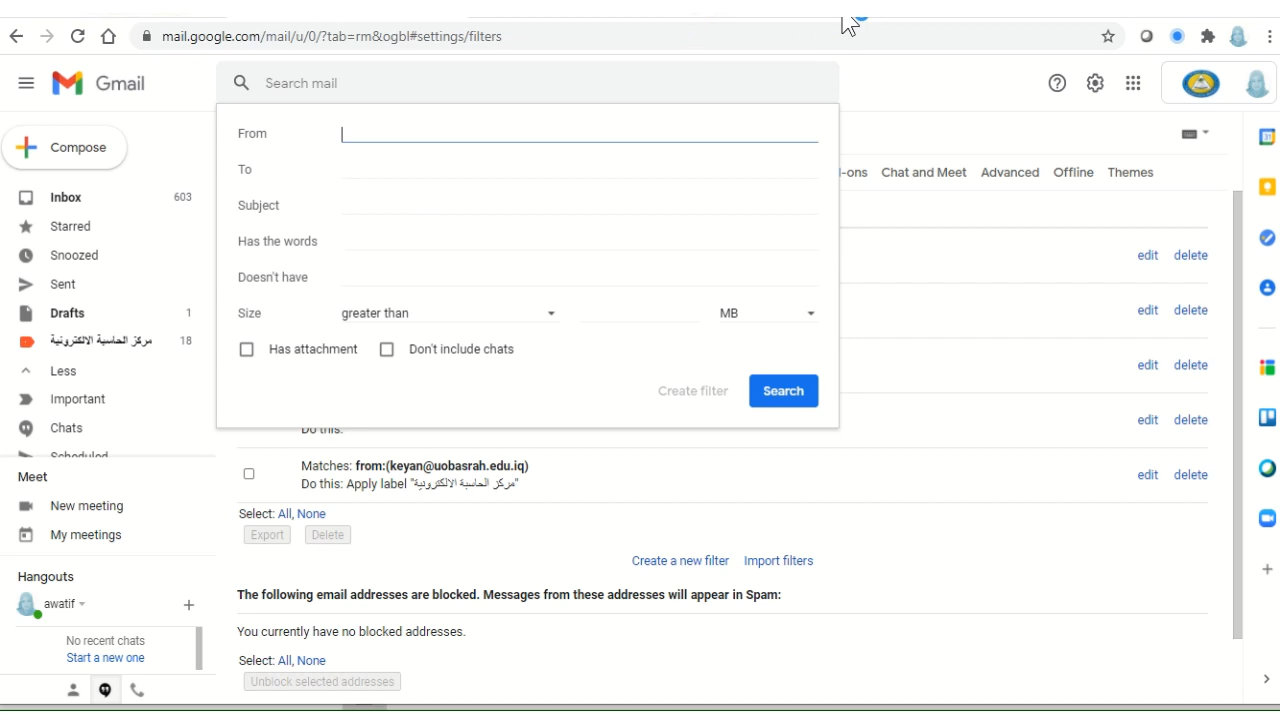 mail.google.com/mail/u/0/?tab=rm&ogbl#settings/filters
Gmail
Search mail
Compose
Inbox 603
Starred
Snoozed
Sent
Drafts 1
مركز الحاسبة الالكترونية 18
Less
Important
Chats
Scheduled
Meet
New meeting
My meetings
Hangouts
awatif
No recent chats
Start a new one
From
To
Subject
Has the words
Doesn't have
Size greater than MB
Has attachment Don't include chats
Create filter Search
-ons Chat and Meet Advanced Offline Themes
edit delete
edit delete
edit delete
edit delete
Do this:
Matches: from:(keyan@uobasrah.edu.iq)
Do this: Apply label "مركز الحاسبة الالكترونية"
edit delete
Select: All, None
Export Delete
Create a new filter Import filters
The following email addresses are blocked. Messages from these addresses will appear in Spam:
You currently have no blocked addresses.
Select: All, None
Unblock selected addresses